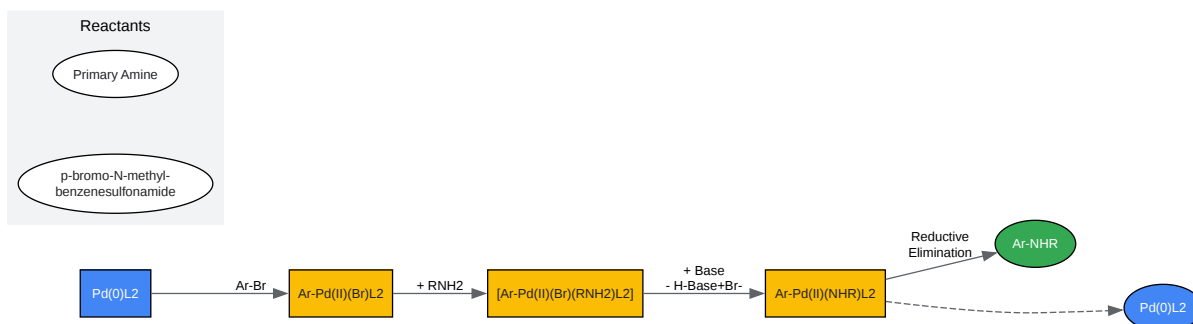 Reactants
Primary Amine
p-bromo-N-methyl-
benzenesulfonamide
Pd(0)L2
Ar-Br
Ar-Pd(II)(Br)L2
+ RNH2
[Ar-Pd(II)(Br)(RNH2)L2]
+ Base
- H-Base+Br-
Ar-Pd(II)(NHR)L2
Reductive
Elimination
Ar-NHR
Pd(0)L2